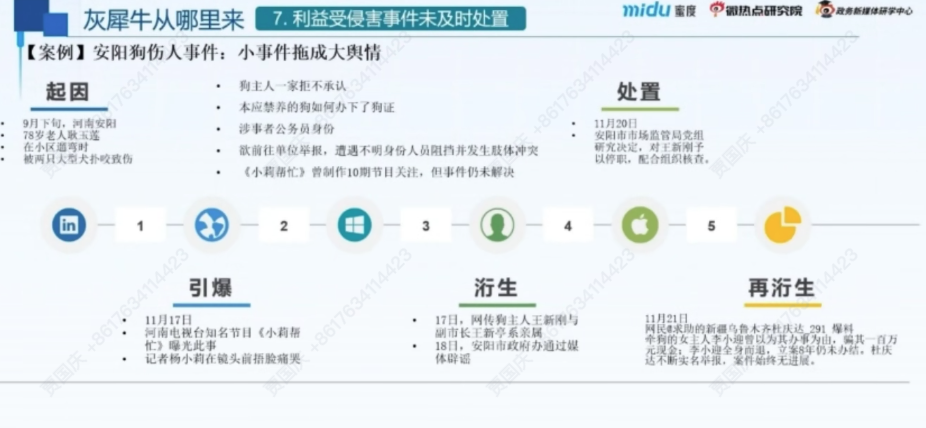 灰犀牛从哪里来
7. 利益受侵害事件未及时处置
midu 蜜度
微热点研究院
政务新媒体研学中心
【案例】安阳狗伤人事件：小事件拖成大舆情
起因
9月下旬，河南安阳
78岁老人耿玉莲
在小区遛弯时
被两只大型犬扑咬致伤
狗主人一家拒不承认
本应禁养的狗如何办下了狗证
涉事者公务员身份
欲前往单位举报，遭遇不明身份人员阻挡并发生肢体冲突
《小莉帮忙》曾制作10期节目关注，但事件仍未解决
处置
11月20日
安阳市市场监管局党组
研究决定，对王新刚予
以停职，配合组织核查。
in
1
2
3
4
5
引爆
11月17日
河南电视台知名节目《小莉帮
忙》曝光此事
记者杨小莉在镜头前捂脸痛哭
洐生
17日，网传狗主人王新刚与
副市长王新亭系亲属
18日，安阳市政府办通过媒
体辟谣
再洐生
11月21日
网民@求助的新疆乌鲁木齐杜庆达_291 爆料
牵狗的女主人李小迎曾以为其办事为由，骗其一百万
元现金；李小迎全身而退，立案8年仍未办结，杜庆
达不断实名举报，案件始终无进展。
贾国庆 +8617634114423